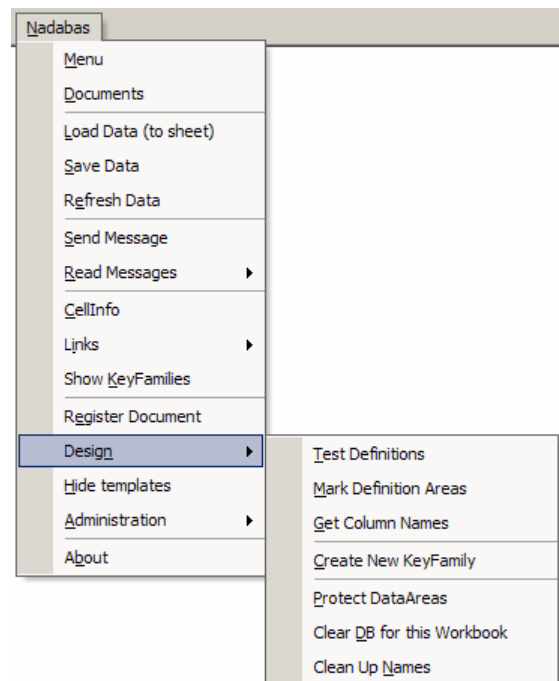 Nadabas
Menu
Documents
Load Data (to sheet)
Save Data
Refresh Data
Send Message
Read Messages
CellInfo
Links
Show KeyFamilies
Register Document
Design
Hide templates
Administration
About
Test Definitions
Mark Definition Areas
Get Column Names
Create New KeyFamily
Protect DataAreas
Clear DB for this Workbook
Clean Up Names